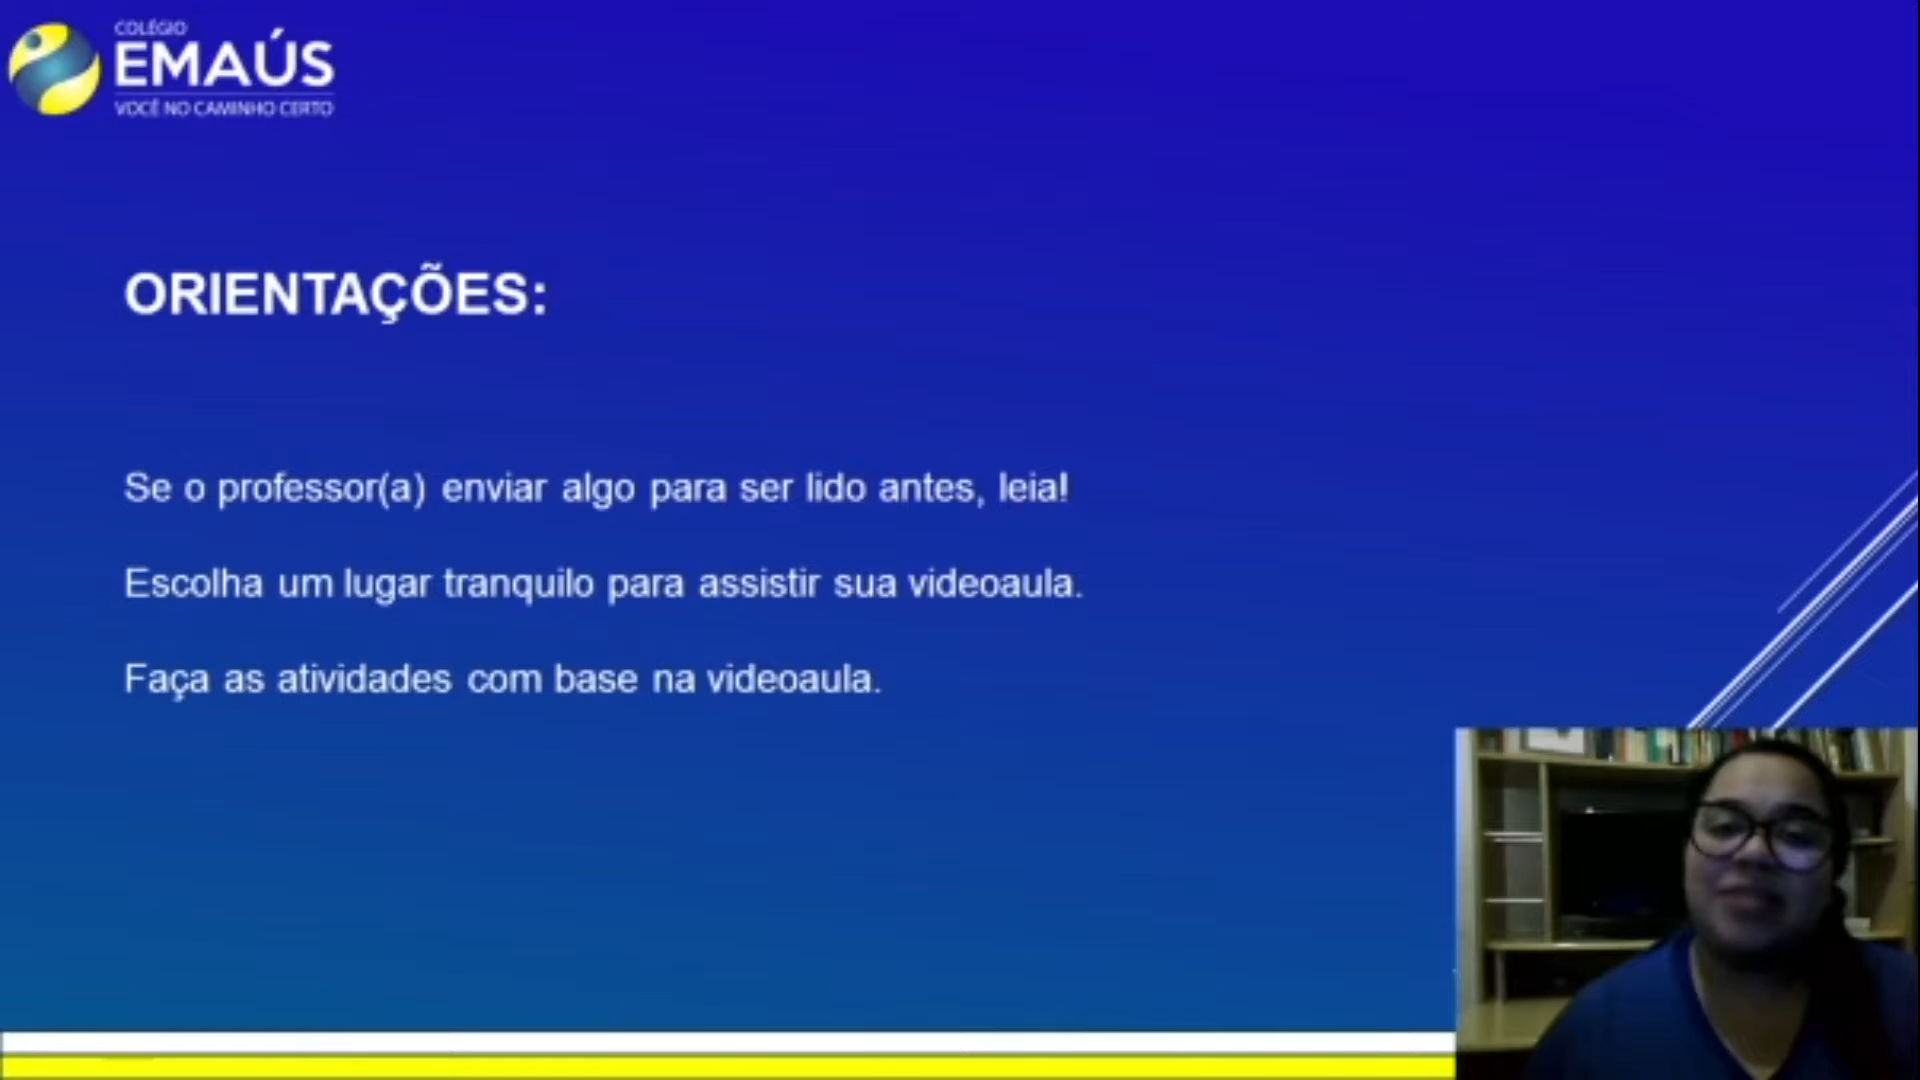 COLÉGIO
EMAÚS
VOCÊ NO CAMINHO CERTO
ORIENTAÇÕES:
Se o professor(a) enviar algo para ser lido antes, leia!
Escolha um lugar tranquilo para assistir sua videoaula.
Faça as atividades com base na videoaula.